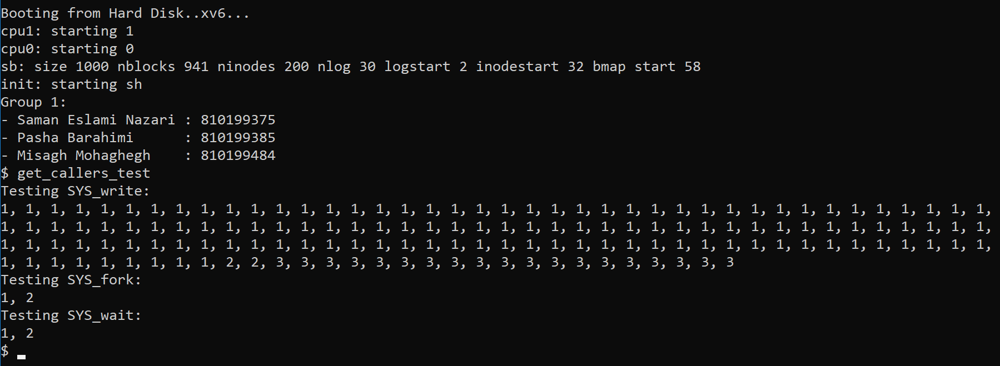 Booting from Hard Disk..xv6...
cpu1: starting 1
cpu0: starting 0
sb: size 1000 nblocks 941 ninodes 200 nlog 30 logstart 2 inodestart 32 bmap start 58
init: starting sh
Group 1:
- Saman Eslami Nazari : 810199375
- Pasha Barahimi      : 810199385
- Misagh Mohaghegh    : 810199484
$ get_callers_test
Testing SYS_write:
1, 1, 1, 1, 1, 1, 1, 1, 1, 1, 1, 1, 1, 1, 1, 1, 1, 1, 1, 1, 1, 1, 1, 1, 1, 1, 1, 1, 1, 1, 1, 1, 1, 1, 1, 1, 1, 1, 1, 1,
1, 1, 1, 1, 1, 1, 1, 1, 1, 1, 1, 1, 1, 1, 1, 1, 1, 1, 1, 1, 1, 1, 1, 1, 1, 1, 1, 1, 1, 1, 1, 1, 1, 1, 1, 1, 1, 1, 1, 1,
1, 1, 1, 1, 1, 1, 1, 1, 1, 1, 1, 1, 1, 1, 1, 1, 1, 1, 1, 1, 1, 1, 1, 1, 1, 1, 1, 1, 1, 1, 1, 1, 1, 1, 1, 1, 1, 1, 1, 1,
1, 1, 1, 1, 1, 1, 1, 1, 1, 2, 2, 3, 3, 3, 3, 3, 3, 3, 3, 3, 3, 3, 3, 3, 3, 3, 3, 3, 3, 3
Testing SYS_fork:
1, 2
Testing SYS_wait:
1, 2
$